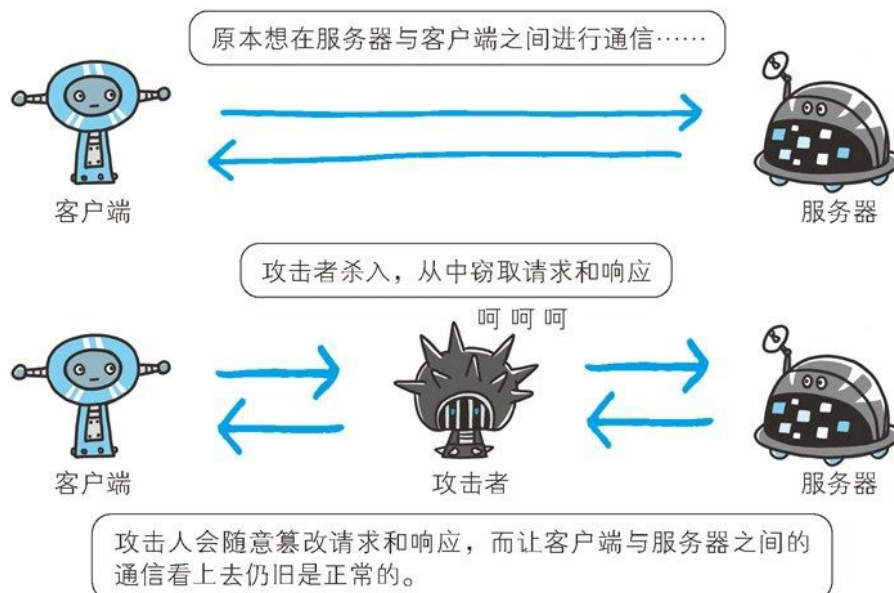 原本想在服务器与客户端之间进行通信……
客户端
服务器
攻击者杀入，从中窃取请求和响应
呵呵呵
客户端
攻击者
服务器
攻击人会随意篡改请求和响应，而让客户端与服务器之间的
通信看上去仍旧是正常的。